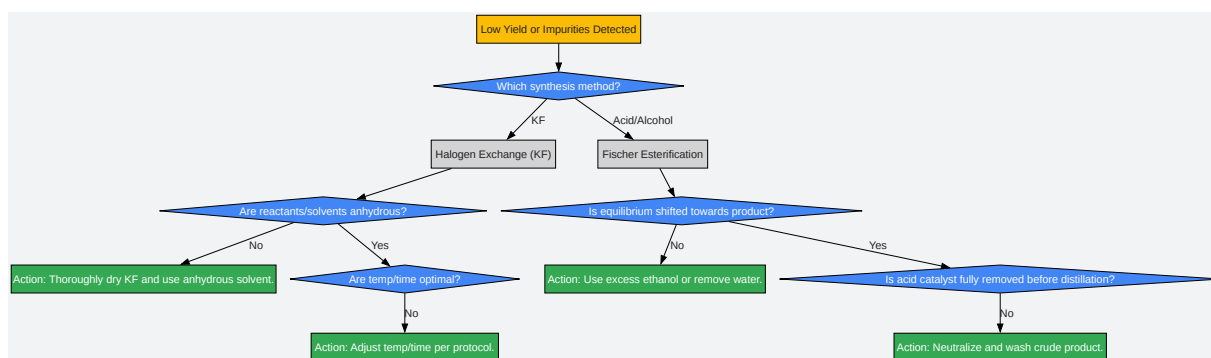 Low Yield or Impurities Detected
Which synthesis method?
KF
Acid/Alcohol
Halogen Exchange (KF)
Fischer Esterification
Are reactants/solvents anhydrous?
Is equilibrium shifted towards product?
No
Yes
No
Yes
Action: Thoroughly dry KF and use anhydrous solvent.
Are temp/time optimal?
Action: Use excess ethanol or remove water.
Is acid catalyst fully removed before distillation?
No
No
Action: Adjust temp/time per protocol.
Action: Neutralize and wash crude product.